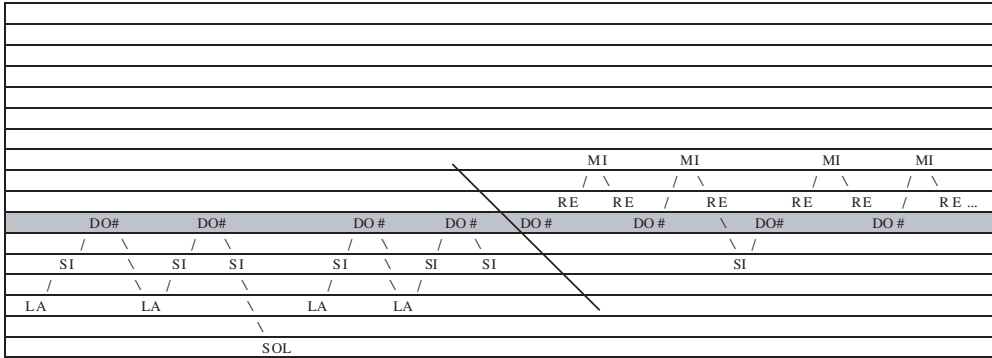 MI MI MI MI
/ \ / \ / \ / \
RE RE / RE RE RE / RE ...
DO# DO# DO # DO # DO # DO # \ DO# DO #
/ \ / \ / \ / \ \ /
SI \ SI SI SI \ SI SI SI
/ \ / \ / \ /
LA LA \ LA LA
\
SOL